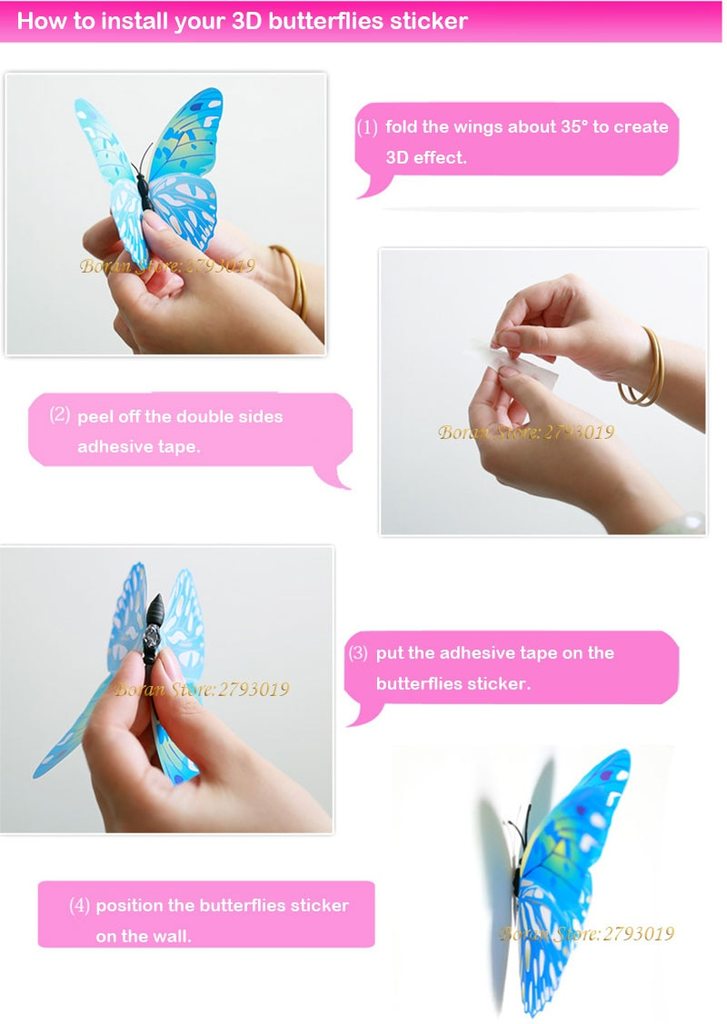 How to install your 3D butterflies sticker
(1) fold the wings about 35° to create
3D effect.
Boran Store:2793019
(2) peel off the double sides
adhesive tape.
Boran Store:2793019
Boran Store:2793019
(3) put the adhesive tape on the
butterflies sticker.
(4) position the butterflies sticker
on the wall.
Boran Store:2793019